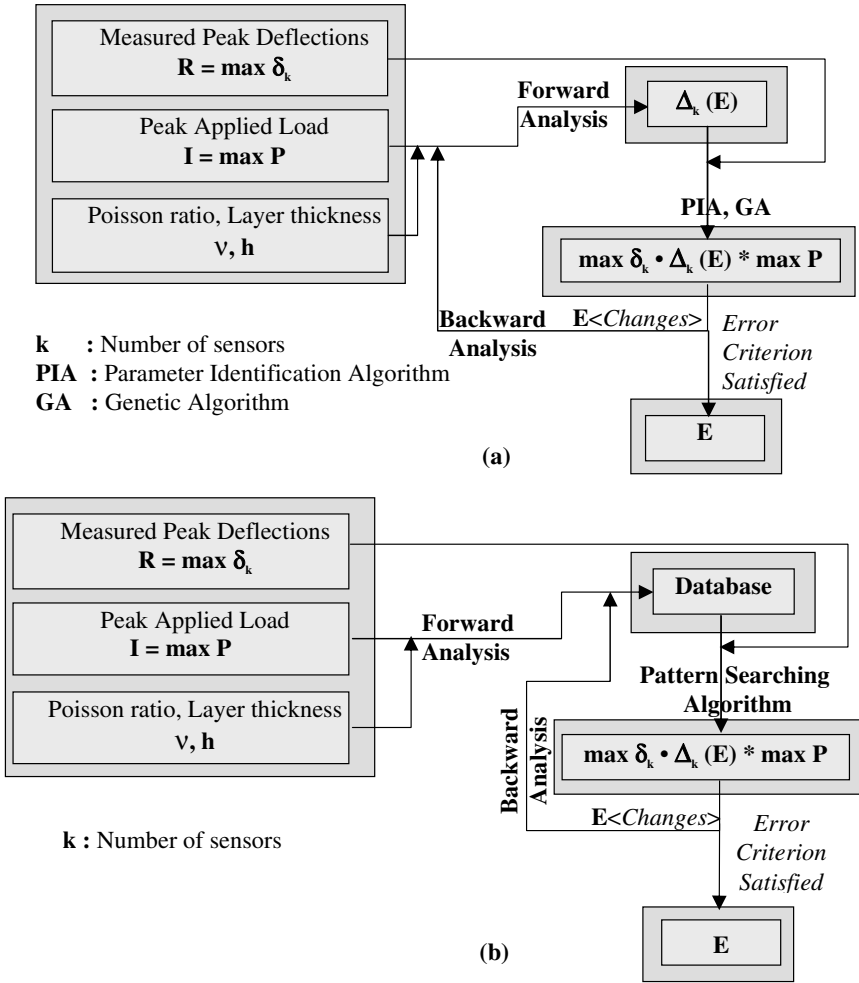 Measured Peak Deflections
R = max δₖ
Peak Applied Load
I = max P
Poisson ratio, Layer thickness
ν, h
Forward
Analysis
Δₖ (E)
PIA, GA
max δₖ • Δₖ (E) * max P
Backward
Analysis
E<Changes>
Error
Criterion
Satisfied
E
k : Number of sensors
PIA : Parameter Identification Algorithm
GA : Genetic Algorithm
(a)
Measured Peak Deflections
R = max δₖ
Peak Applied Load
I = max P
Poisson ratio, Layer thickness
ν, h
Forward
Analysis
Database
Pattern Searching
Algorithm
Backward
Analysis
max δₖ • Δₖ (E) * max P
E<Changes>
Error
Criterion
Satisfied
E
k : Number of sensors
(b)